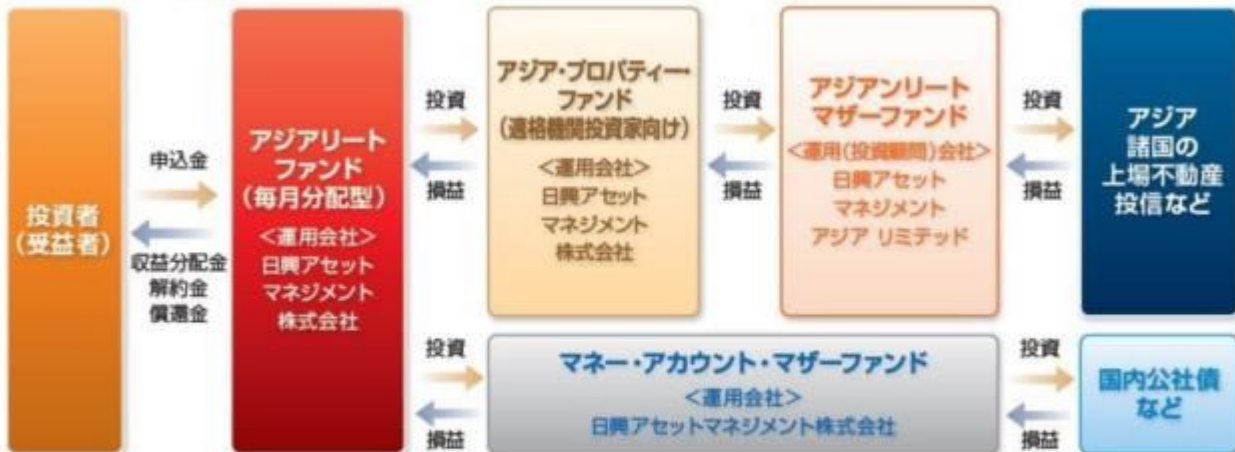 投資者
（受益者）
申込金
収益分配金
解約金
償還金
アジアリート
ファンド
（毎月分配型）
＜運用会社＞
日興アセット
マネジメント
株式会社
投資
損益
アジア・プロパティー・
ファンド
（適格機関投資家向け）
＜運用会社＞
日興アセット
マネジメント
株式会社
投資
損益
アジアンリート
マザーファンド
＜運用（投資顧問）会社＞
日興アセット
マネジメント
アジア リミテッド
投資
損益
アジア
諸国の
上場不動産
投信など
投資
損益
マネー・アカウント・マザーファンド
＜運用会社＞
日興アセットマネジメント株式会社
投資
損益
国内公社債
など